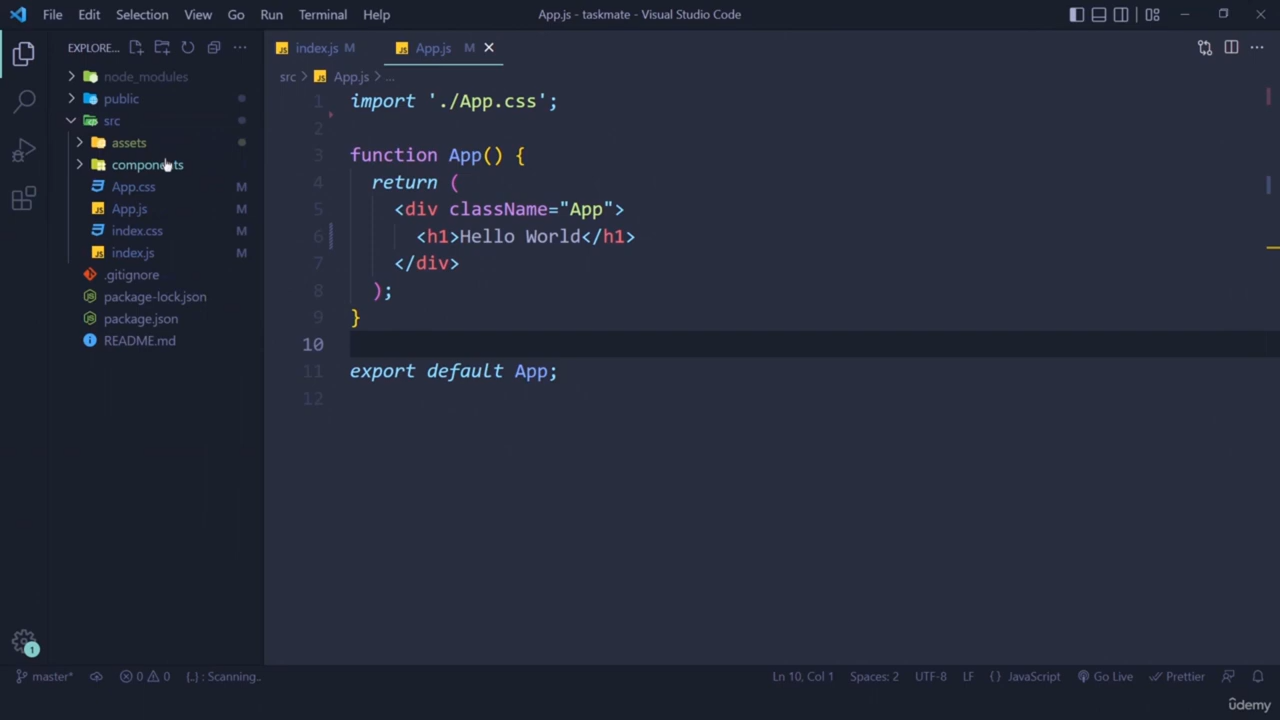 File Edit Selection View Go Run Terminal Help App.js - taskmate - Visual Studio Code
EXPLORE...
index.js M
App.js M
src > App.js > ...
node_modules
public
src
assets
components
App.css M
App.js M
index.css M
index.js M
.gitignore
package-lock.json
package.json
README.md
1 import './App.css';
2
3 function App() {
4 return (
5 <div className="App">
6 <h1>Hello World</h1>
7 </div>
8 );
9 }
10
11 export default App;
12
1
master* 0 0 {..} : Scanning.. Ln 10, Col 1 Spaces: 2 UTF-8 LF {} JavaScript Go Live Prettier
ûdemy